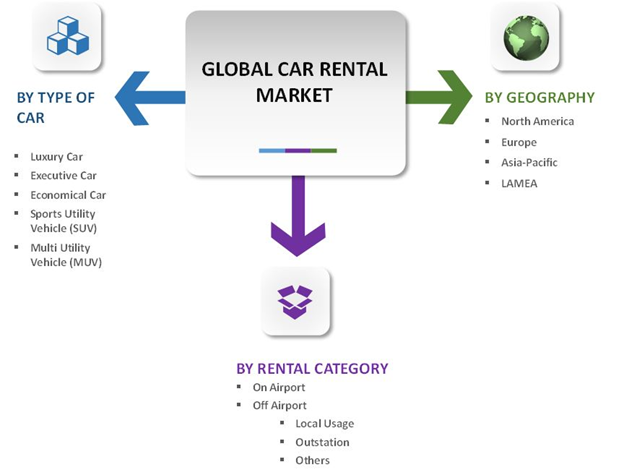 GLOBAL CAR RENTAL
MARKET
BY TYPE OF
CAR
Luxury Car
Executive Car
Economical Car
Sports Utility
Vehicle (SUV)
Multi Utility
Vehicle (MUV)
BY GEOGRAPHY
North America
Europe
Asia-Pacific
LAMEA
BY RENTAL CATEGORY
On Airport
Off Airport
Local Usage
Outstation
Others